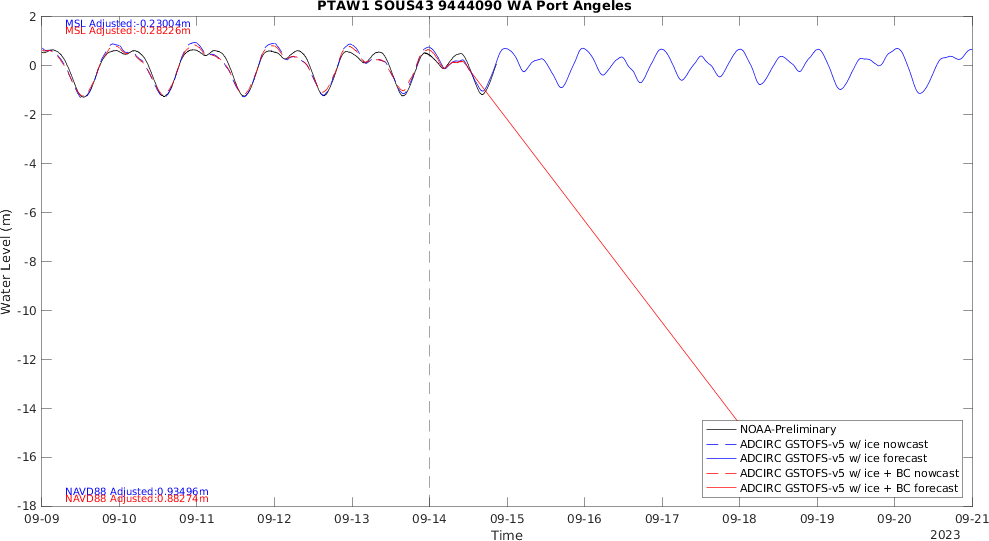 PTAW1 SOUS43 9444090 WA Port Angeles
MSL Adjusted:-0.23004m
MSL Adjusted:-0.28226m
2
0
-2
-4
-6
-8
-10
-12
-14
-16
-18
Water Level (m)
NAVD88 Adjusted:0.93496m
NAVD88 Adjusted:0.88274m
NOAA-Preliminary
ADCIRC GSTOFS-v5 w/ ice nowcast
ADCIRC GSTOFS-v5 w/ ice forecast
ADCIRC GSTOFS-v5 w/ ice + BC nowcast
ADCIRC GSTOFS-v5 w/ ice + BC forecast
09-09 09-10 09-11 09-12 09-13 09-14 09-15 09-16 09-17 09-18 09-19 09-20 09-21
Time
2023